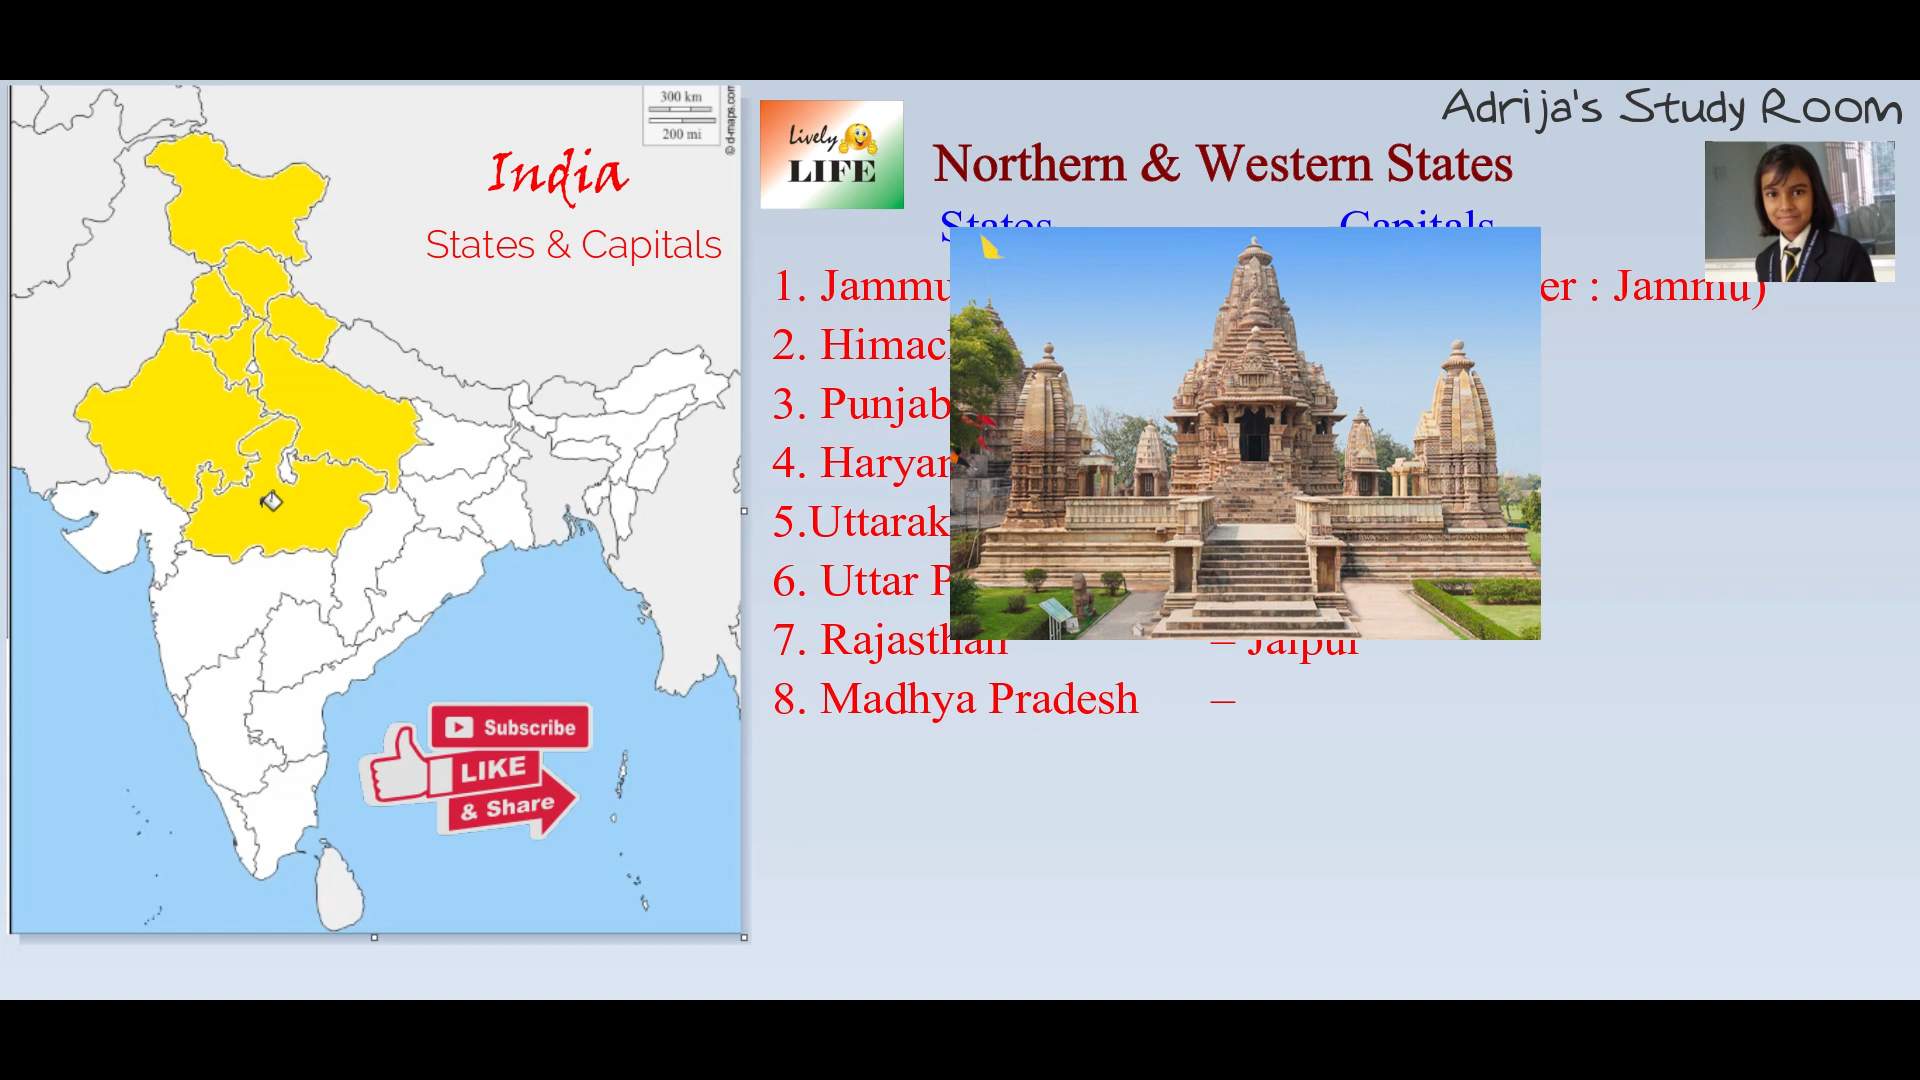 300 km
200 mi
© d-maps.com
India
States & Capitals
Subscribe
LIKE
& Share
Lively
LIFE
Adrija's Study Room
Northern & Western States
States Capitals
1. Jammu er : Jammu)
2. Himac
3. Punjab
4. Haryan
5.Uttarak
6. Uttar P
7. Rajasthan – Jaipur
8. Madhya Pradesh –